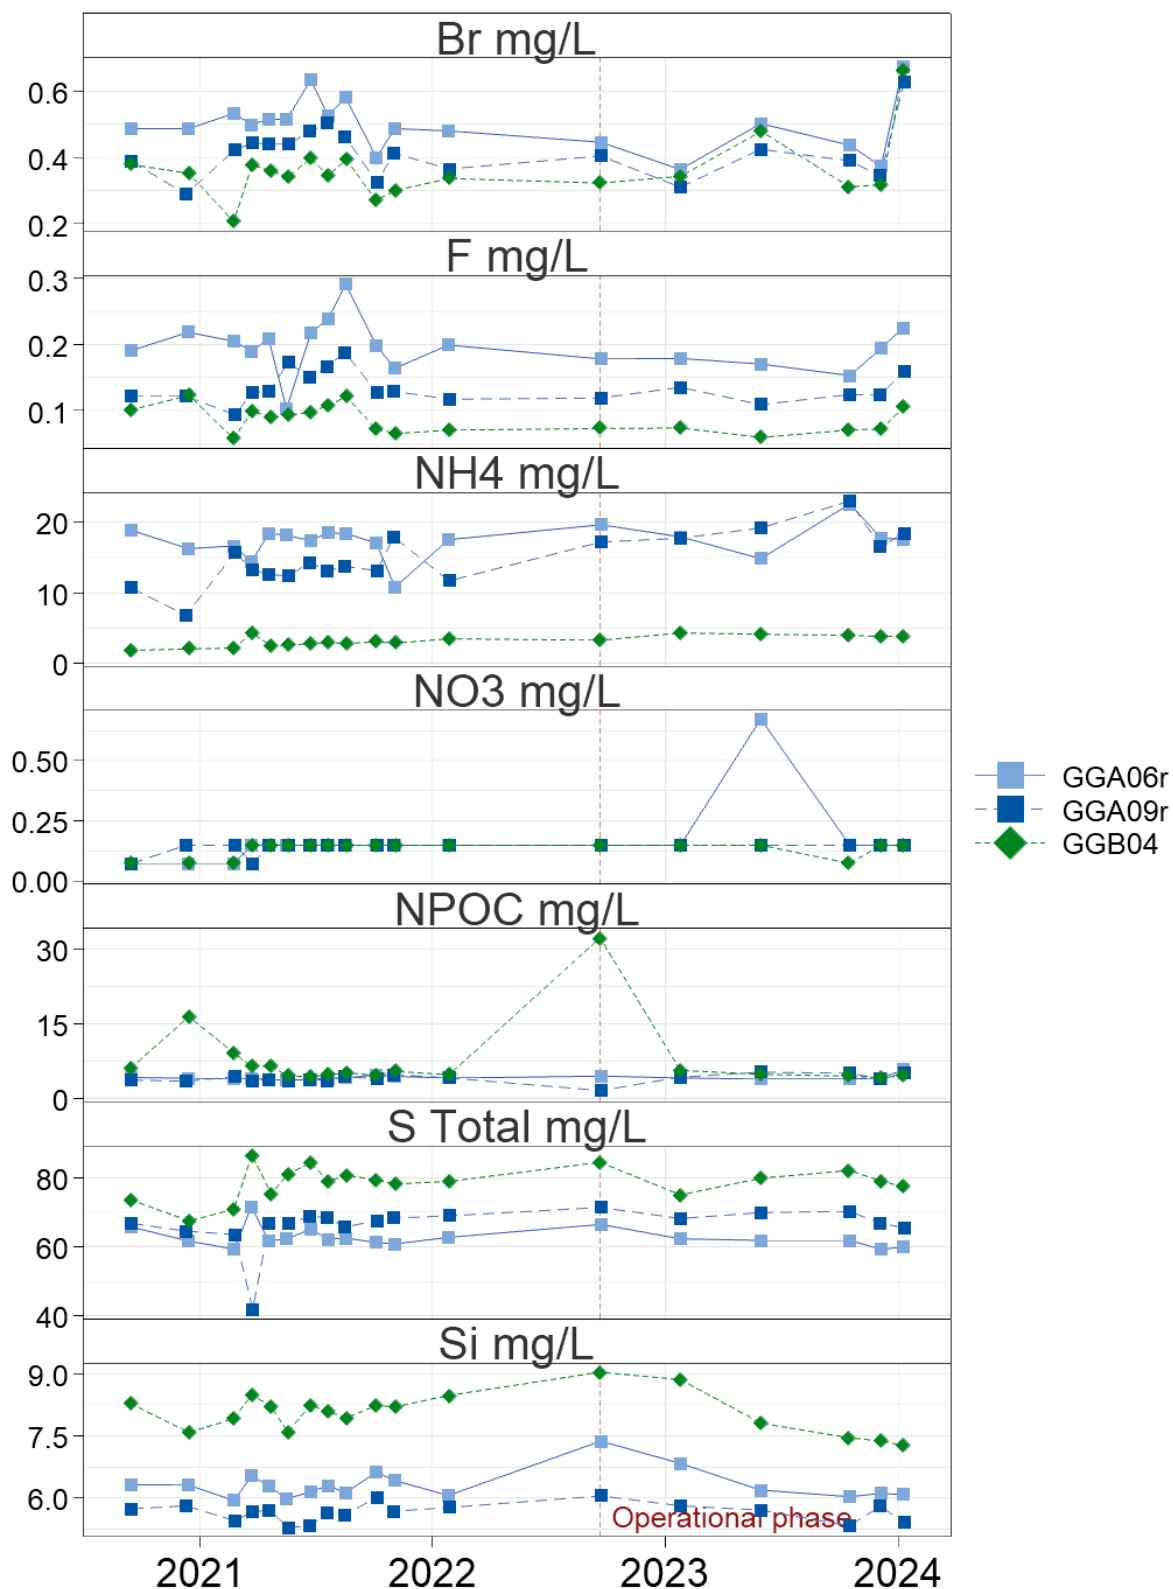 Br mg/L
0.6
0.4
0.2
F mg/L
0.3
0.2
0.1
NH4 mg/L
20
10
0
NO3 mg/L
0.50
0.25
0.00
NPOC mg/L
30
15
0
S Total mg/L
80
60
40
Si mg/L
9.0
7.5
6.0
Operational phase
2021 2022 2023 2024
GGA06r
GGA09r
GGB04